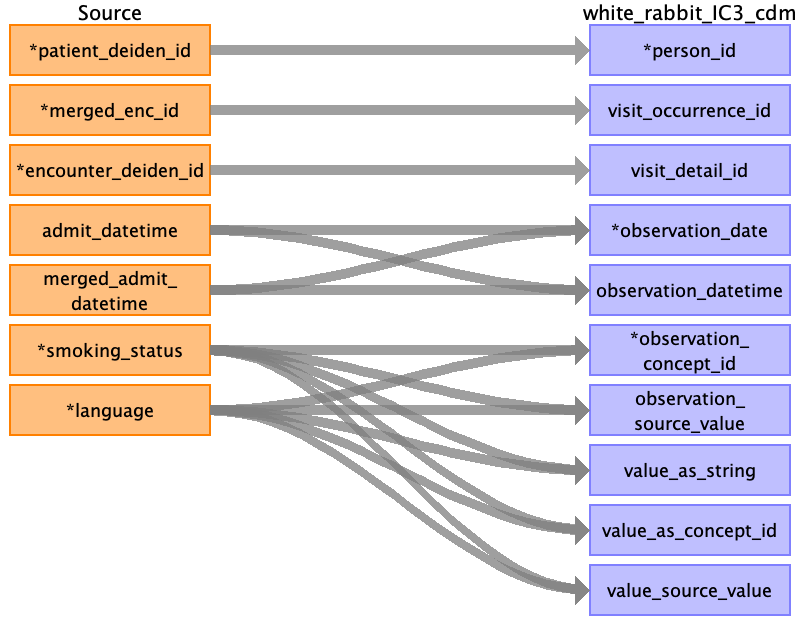 Source
white_rabbit_IC3_cdm
*patient_deiden_id
*person_id
*merged_enc_id
visit_occurrence_id
*encounter_deiden_id
visit_detail_id
admit_datetime
*observation_date
merged_admit_
datetime
observation_datetime
*smoking_status
*observation_
concept_id
*language
observation_
source_value
value_as_string
value_as_concept_id
value_source_value